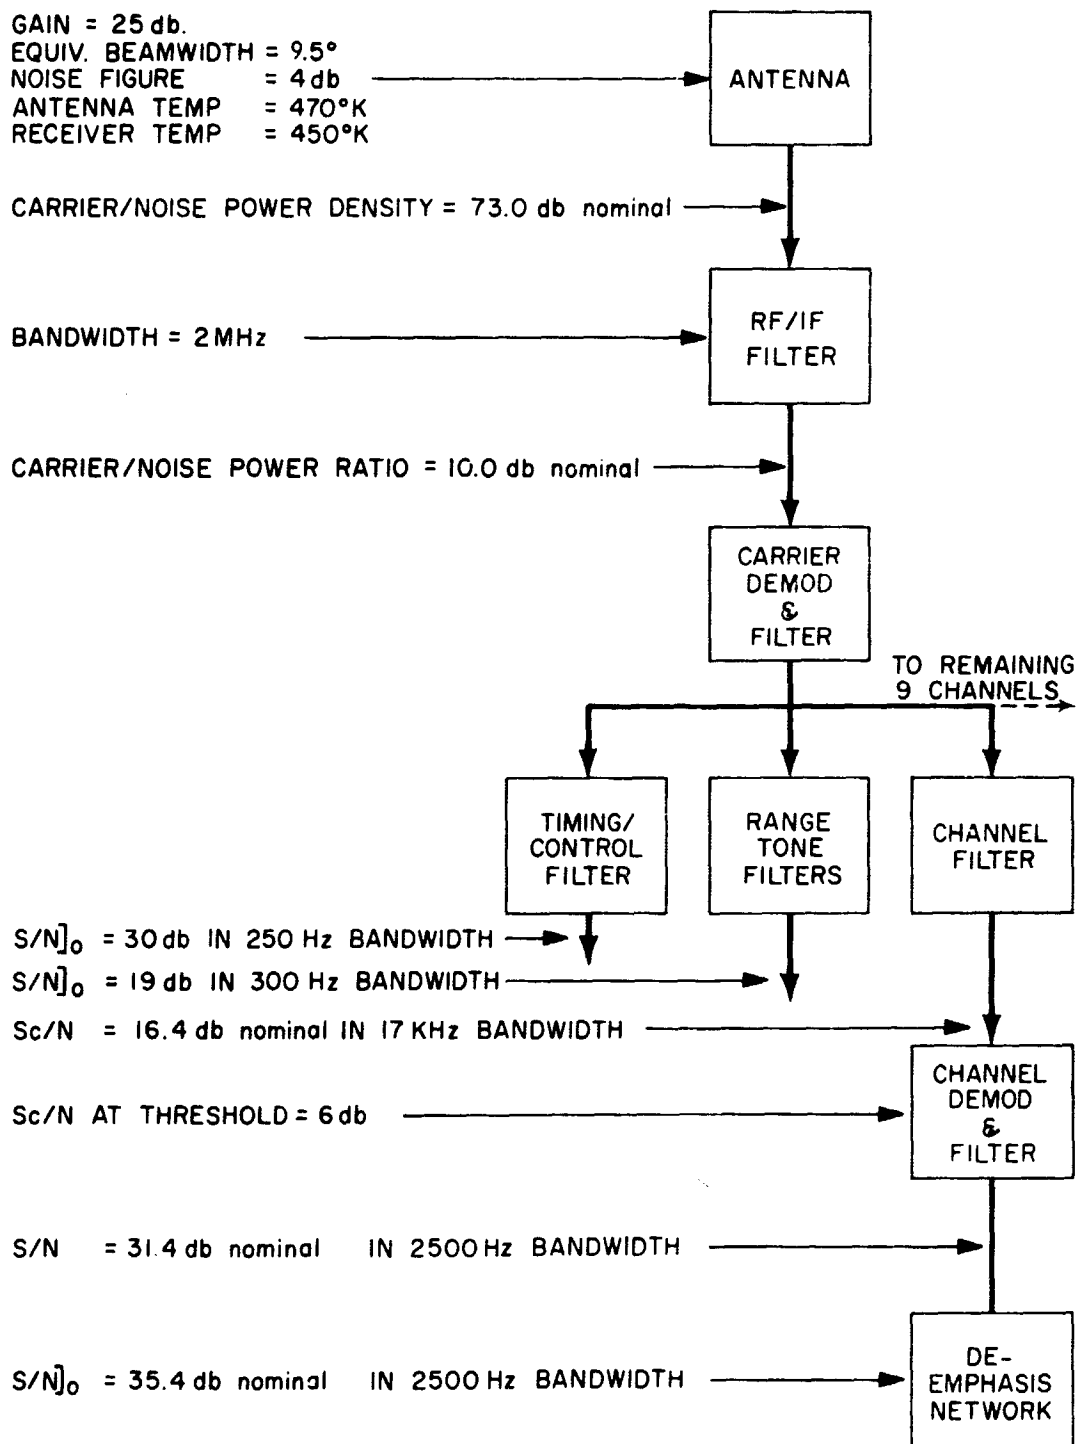 GAIN = 25 db.
EQUIV. BEAMWIDTH = 9.5°
NOISE FIGURE = 4 db
ANTENNA TEMP = 470°K
RECEIVER TEMP = 450°K
ANTENNA
CARRIER/NOISE POWER DENSITY = 73.0 db nominal
BANDWIDTH = 2 MHz
RF/IF
FILTER
CARRIER/NOISE POWER RATIO = 10.0 db nominal
CARRIER
DEMOD
&
FILTER
TO REMAINING
9 CHANNELS
TIMING/
CONTROL
FILTER
RANGE
TONE
FILTERS
CHANNEL
FILTER
S/N]o = 30 db IN 250 Hz BANDWIDTH
S/N]o = 19 db IN 300 Hz BANDWIDTH
Sc/N = 16.4 db nominal IN 17 KHz BANDWIDTH
CHANNEL
DEMOD
&
FILTER
Sc/N AT THRESHOLD = 6 db
S/N = 31.4 db nominal IN 2500 Hz BANDWIDTH
S/N]o = 35.4 db nominal IN 2500 Hz BANDWIDTH
DE-
EMPHASIS
NETWORK